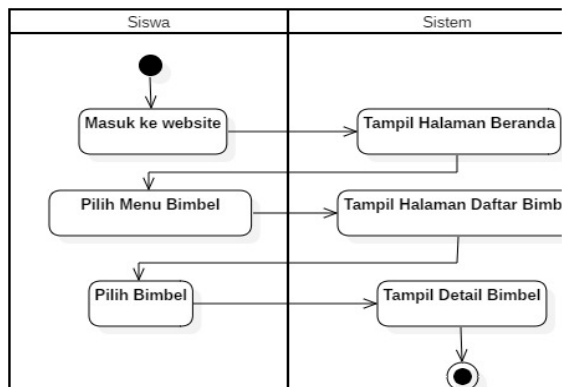 Siswa
Sistem
Masuk ke website
Tampil Halaman Beranda
Pilih Menu Bimbel
Tampil Halaman Daftar Bimb
Pilih Bimbel
Tampil Detail Bimbel